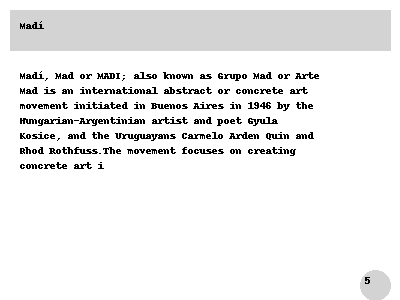 Madí
Madí, Mad or MADI; also known as Grupo Mad or Arte
Mad is an international abstract or concrete art
movement initiated in Buenos Aires in 1946 by the
Hungarian-Argentinian artist and poet Gyula
Kosice, and the Uruguayans Carmelo Arden Quin and
Rhod Rothfuss.The movement focuses on creating
concrete art i
5